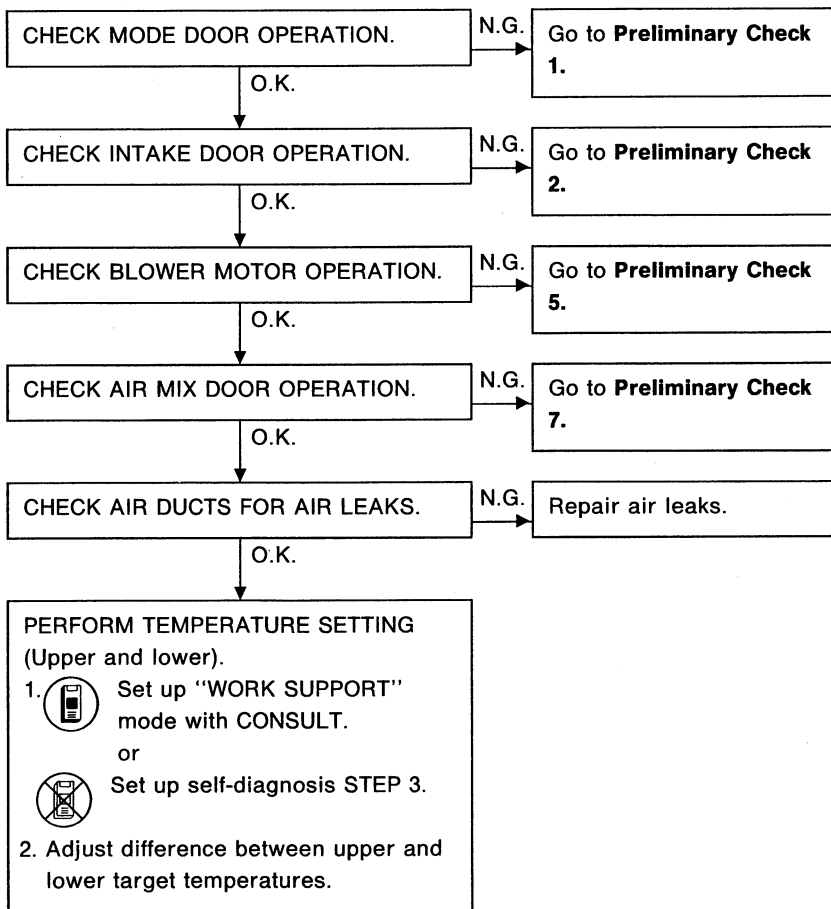 CHECK MODE DOOR OPERATION.
N.G.
Go to Preliminary Check
1.
O.K.
CHECK INTAKE DOOR OPERATION.
N.G.
Go to Preliminary Check
2.
O.K.
CHECK BLOWER MOTOR OPERATION.
N.G.
Go to Preliminary Check
5.
O.K.
CHECK AIR MIX DOOR OPERATION.
N.G.
Go to Preliminary Check
7.
O.K.
CHECK AIR DUCTS FOR AIR LEAKS.
N.G.
Repair air leaks.
O.K.
PERFORM TEMPERATURE SETTING
(Upper and lower).
1. Set up "WORK SUPPORT"
mode with CONSULT.
or
Set up self-diagnosis STEP 3.
2. Adjust difference between upper and
lower target temperatures.